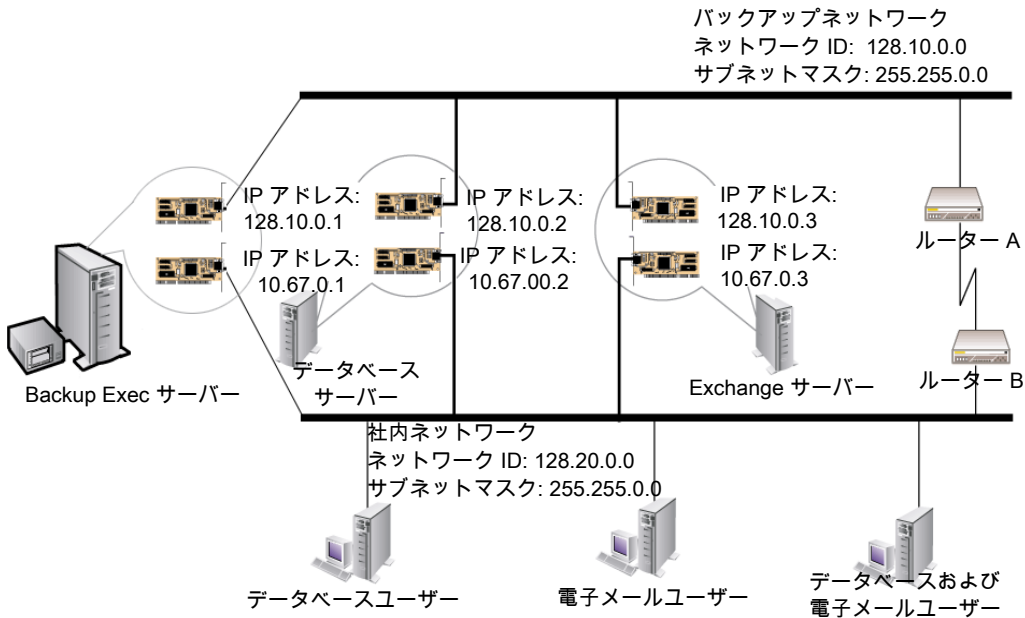 バックアップネットワーク
ネットワーク ID: 128.10.0.0
サブネットマスク: 255.255.0.0
IP アドレス:
128.10.0.1
IP アドレス:
10.67.0.1
IP アドレス:
128.10.0.2
IP アドレス:
10.67.00.2
IP アドレス:
128.10.0.3
IP アドレス:
10.67.0.3
ルーター A
ルーター B
Backup Exec サーバー
データベース
サーバー
Exchange サーバー
社内ネットワーク
ネットワーク ID: 128.20.0.0
サブネットマスク: 255.255.0.0
データベースユーザー
電子メールユーザー
データベースおよび
電子メールユーザー